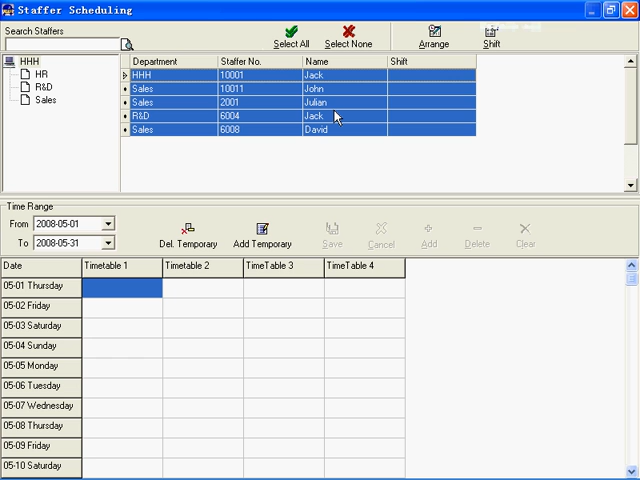 Staffer Scheduling
Search Staffers
Select All
Select None
Arrange
Shift
HHH
HR
R&D
Sales
Department Staffer No. Name Shift
HHH 10001 Jack
Sales 10011 John
Sales 2001 Julian
R&D 6004 Jack
Sales 6008 David
Time Range
From 2008-05-01
To 2008-05-31
Del. Temporary
Add Temporary
Save
Cancel
Add
Delete
Clear
Date Timetable 1 Timetable 2 TimeTable 3 TimeTable 4
05-01 Thursday
05-02 Friday
05-03 Saturday
05-04 Sunday
05-05 Monday
05-06 Tuesday
05-07 Wednesday
05-08 Thursday
05-09 Friday
05-10 Saturday